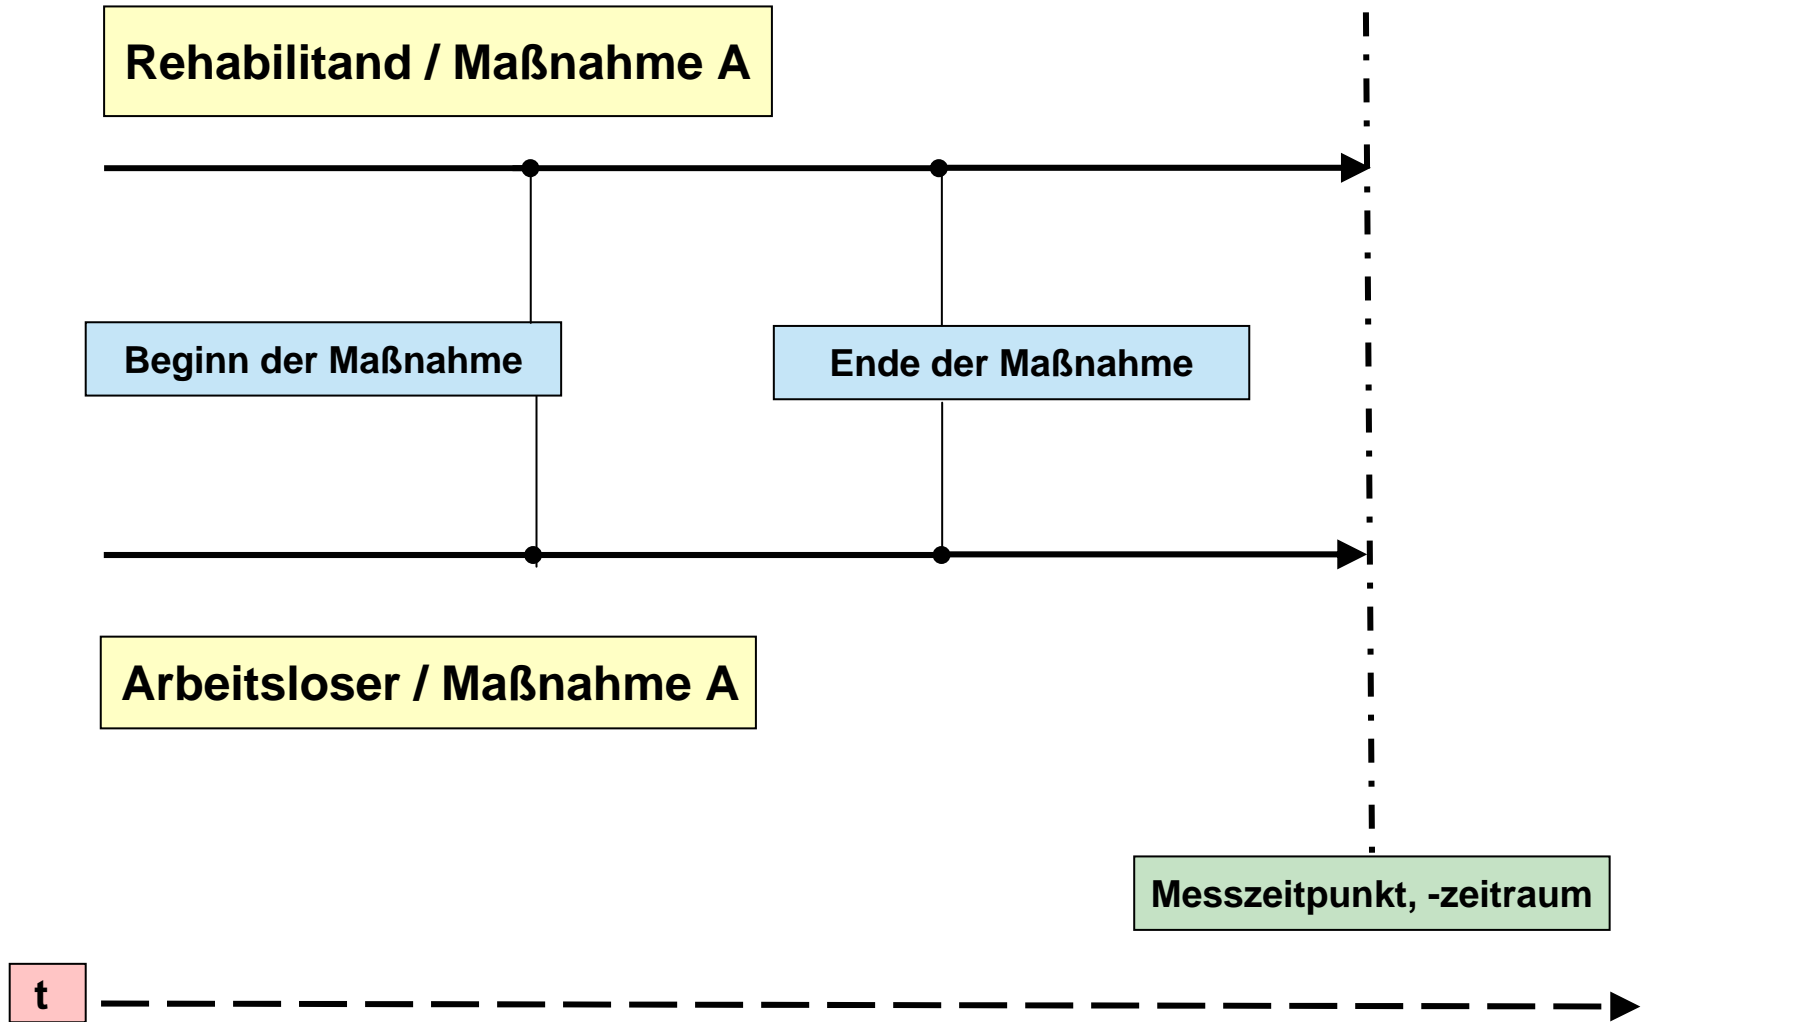 Rehabilitand / Maßnahme A
Beginn der Maßnahme
Ende der Maßnahme
Arbeitsloser / Maßnahme A
Messzeitpunkt, -zeitraum
t